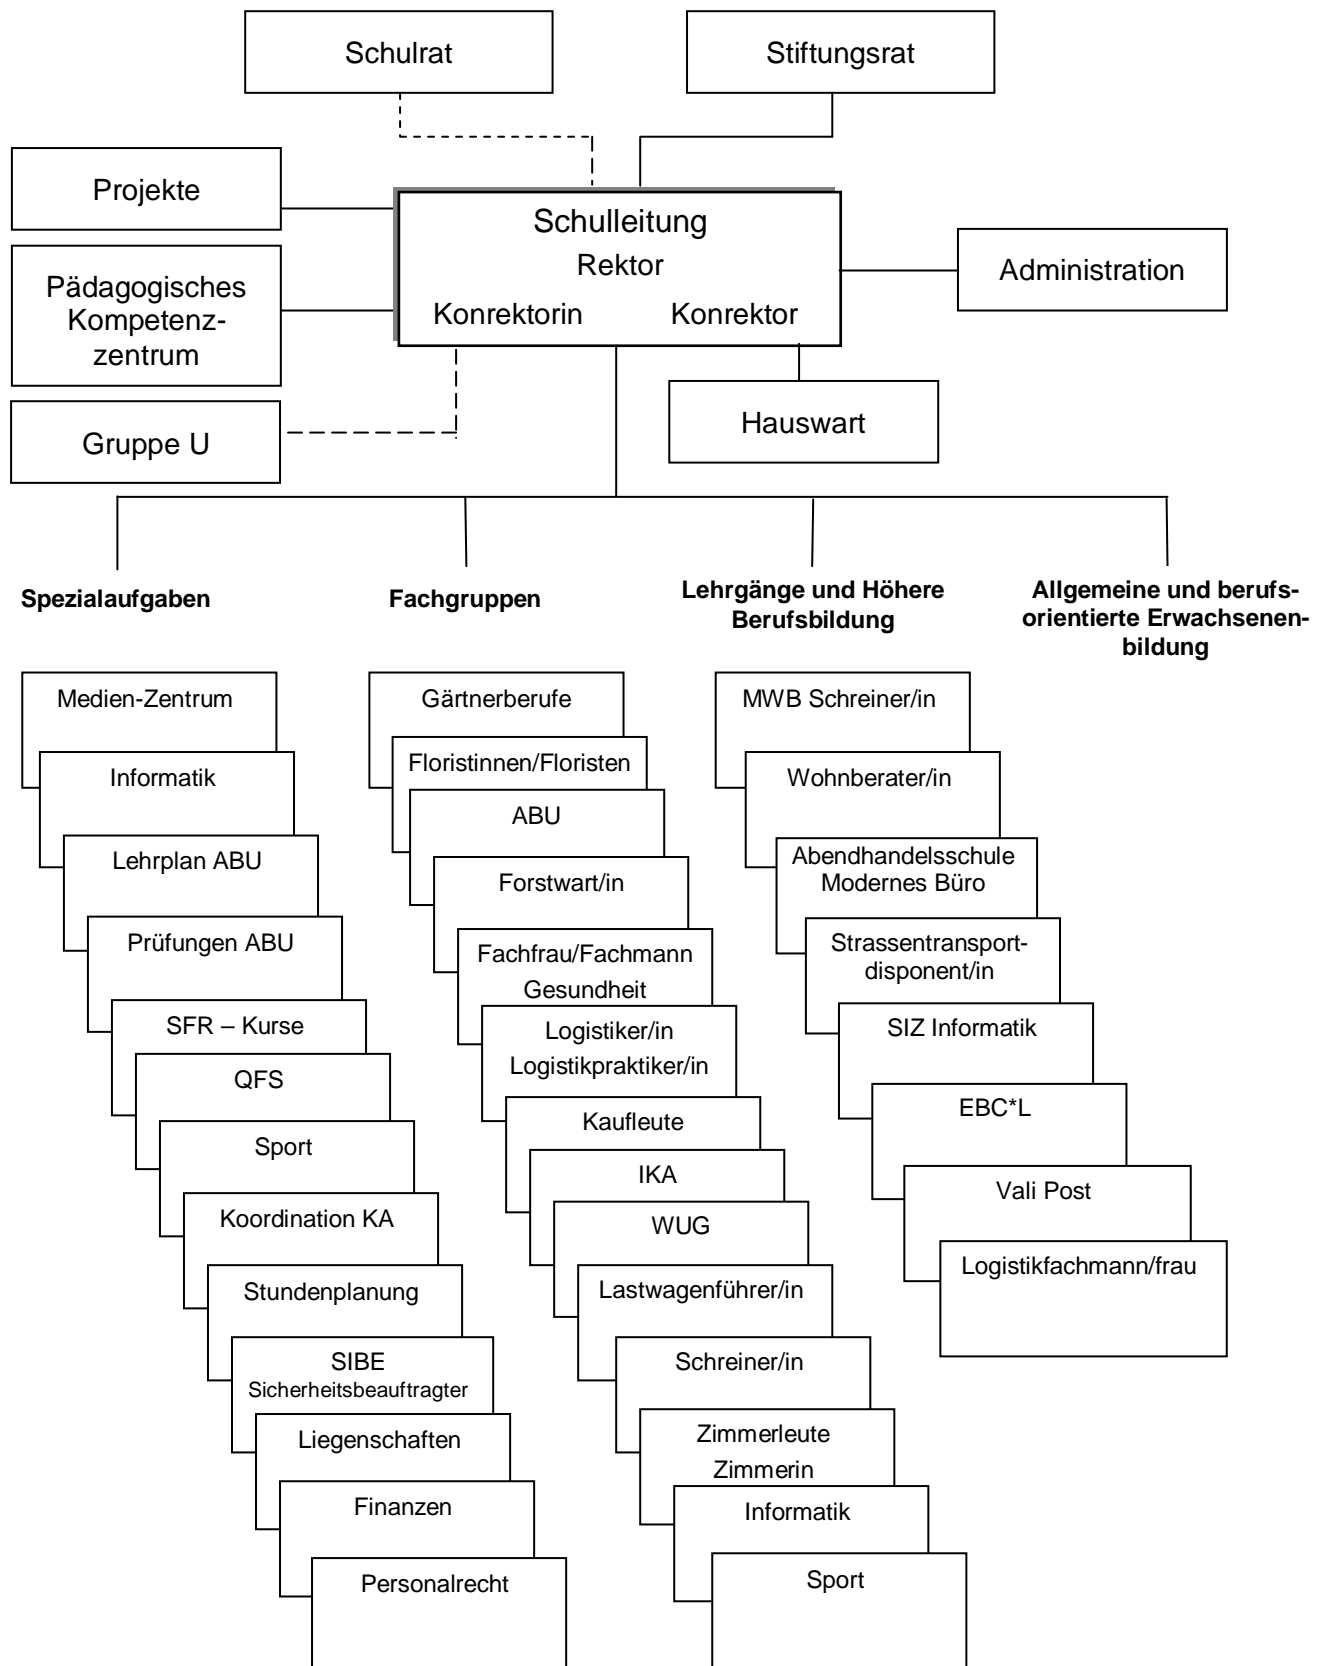 Schulrat
Stiftungsrat
Projekte
Schulleitung
Rektor
Konrektorin Konrektor
Administration
Pädagogisches
Kompetenz-
zentrum
Hauswart
Gruppe U
Spezialaufgaben
Fachgruppen
Lehrgänge und Höhere
Berufsbildung
Allgemeine und berufs-
orientierte Erwachsenen-
bildung
Medien-Zentrum
Informatik
Lehrplan ABU
Prüfungen ABU
SFR – Kurse
QFS
Sport
Koordination KA
Stundenplanung
SIBE
Sicherheitsbeauftragter
Liegenschaften
Finanzen
Personalrecht
Gärtnerberufe
Floristinnen/Floristen
ABU
Forstwart/in
Fachfrau/Fachmann
Gesundheit
Logistiker/in
Logistikpraktiker/in
Kaufleute
IKA
WUG
Lastwagenführer/in
Schreiner/in
Zimmerleute
Zimmerin
Informatik
Sport
MWB Schreiner/in
Wohnberater/in
Abendhandelsschule
Modernes Büro
Strassentransport-
disponent/in
SIZ Informatik
EBC*L
Vali Post
Logistikfachmann/frau